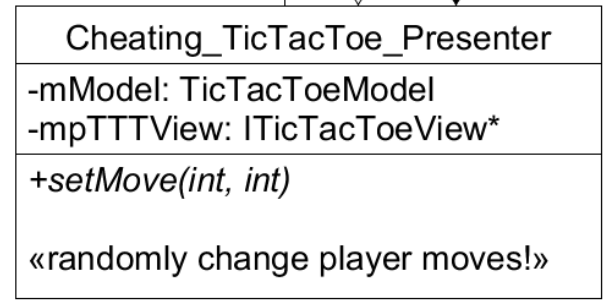 Cheating_TicTacToe_Presenter
-mModel: TicTacToeModel
-mpTTTView: ITicTacToeView*
+setMove(int, int)
«randomly change player moves!»